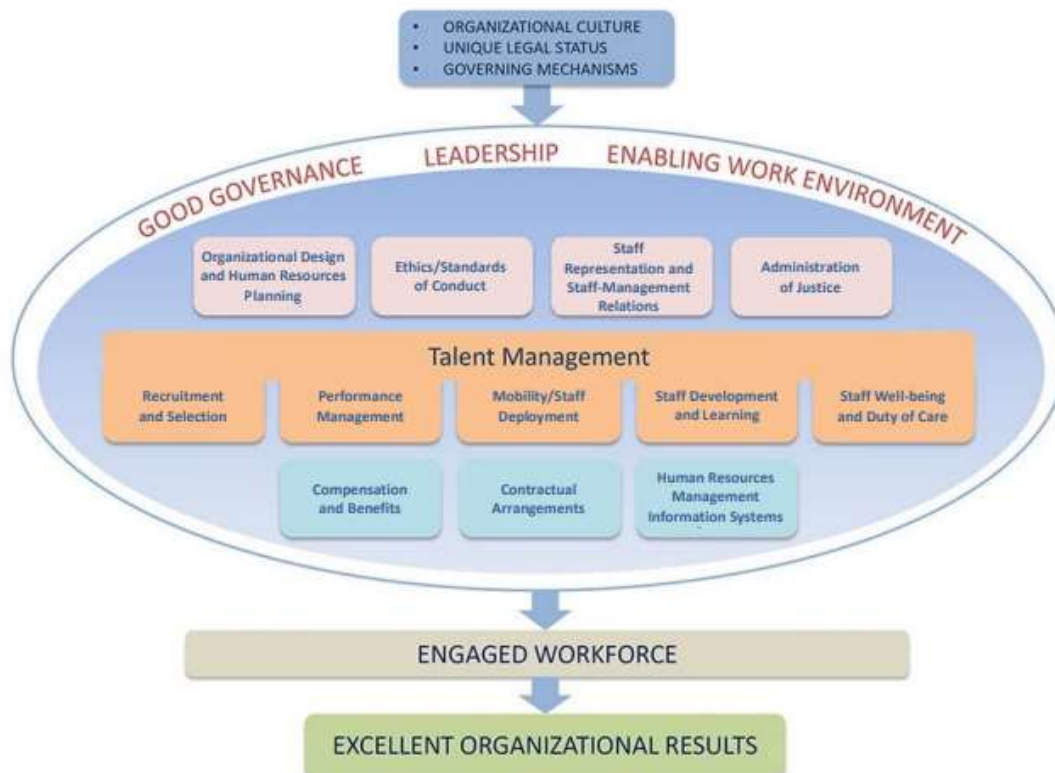 • ORGANIZATIONAL CULTURE
• UNIQUE LEGAL STATUS
• GOVERNING MECHANISMS
GOOD GOVERNANCE LEADERSHIP ENABLING WORK ENVIRONMENT
Organizational Design
and Human Resources
Planning
Ethics/Standards
of Conduct
Staff
Representation and
Staff-Management
Relations
Administration
of Justice
Talent Management
Recruitment
and Selection
Performance
Management
Mobility/Staff
Deployment
Staff Development
and Learning
Staff Well-being
and Duty of Care
Compensation
and Benefits
Contractual
Arrangements
Human Resources
Management
Information Systems
ENGAGED WORKFORCE
EXCELLENT ORGANIZATIONAL RESULTS